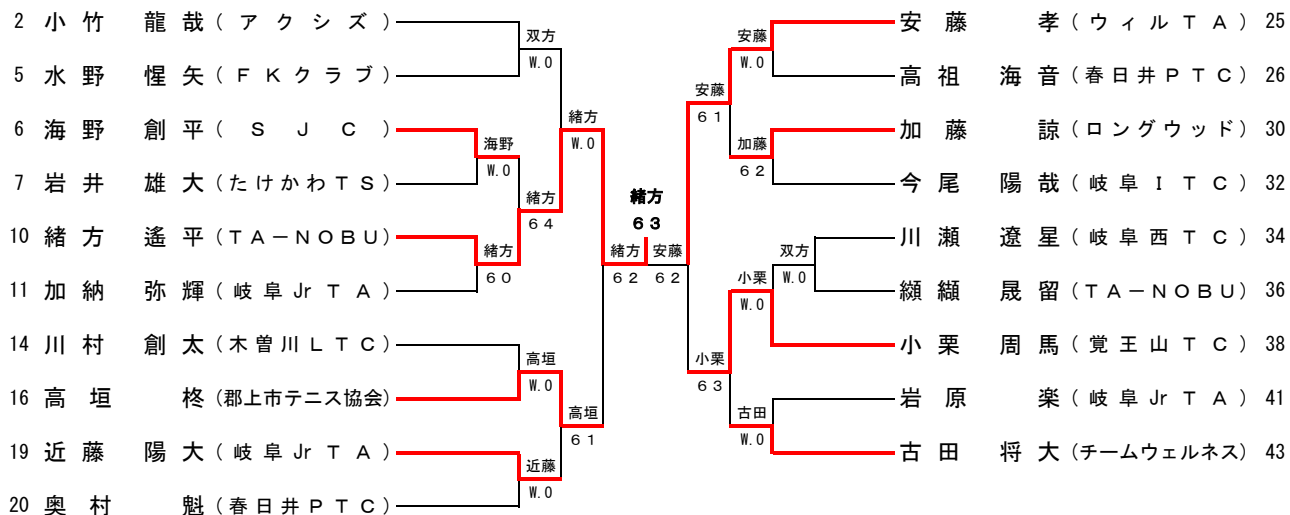 2 小竹 龍哉 (アクシズ)
5 水野 惺矢 (FKクラブ)
6 海野 創平 (SJC)
7 岩井 雄大 (たけかわTS)
10 緒方 遙平 (TA-NOBU)
11 加納 弥輝 (岐阜JrTA)
14 川村 創太 (木曽川LTC)
16 高垣 柊 (郡上市テニス協会)
19 近藤 陽大 (岐阜JrTA)
20 奥村 魁 (春日井PTC)
双方
W.0
海野
W.0
緒方
60
高垣
W.0
近藤
W.0
緒方
64
緒方
W.0
高垣
61
緒方
62
緒方
63
安藤
62
安藤
61
小栗
63
安藤
W.0
加藤
62
小栗
W.0
双方
W.0
古田
W.0
安藤 孝 (ウィルTA) 25
高祖 海音 (春日井PTC) 26
加藤 諒 (ロングウッド) 30
今尾 陽哉 (岐阜ITC) 32
川瀬 遼星 (岐阜西TC) 34
纐纈 晟留 (TA-NOBU) 36
小栗 周馬 (覚王山TC) 38
岩原 楽 (岐阜JrTA) 41
古田 将大 (チームウェルネス) 43